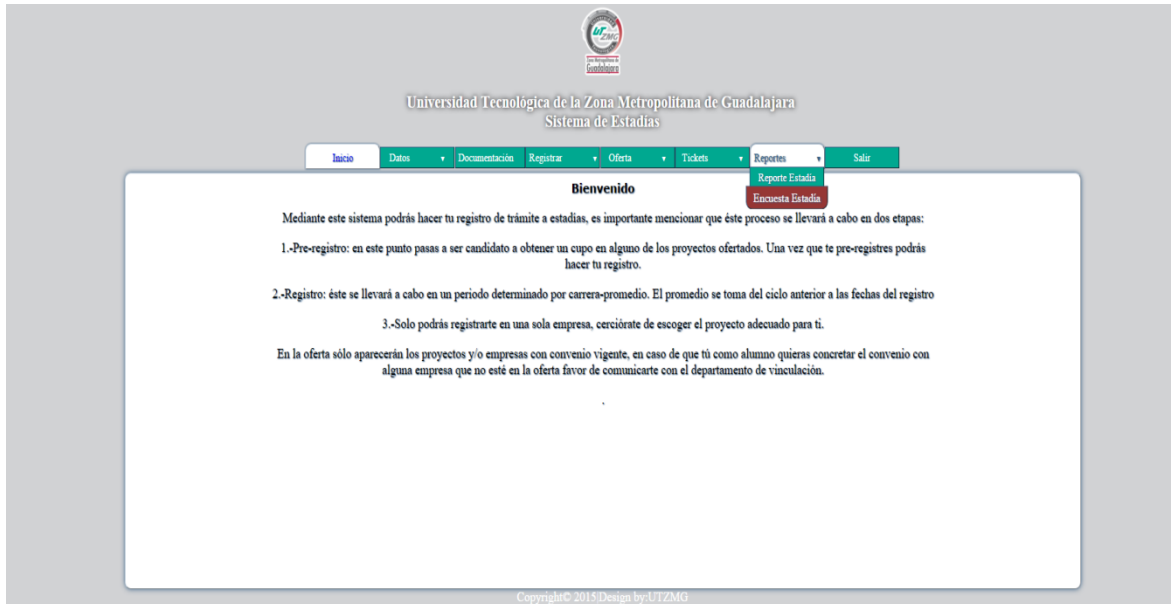 UTZMG
Zona Metropolitana de
Guadalajara
Universidad Tecnológica de la Zona Metropolitana de Guadalajara
Sistema de Estadías
Inicio Datos Documentación Registrar Oferta Tickets Reportes Salir
Reporte Estadía
Encuesta Estadía
Bienvenido
Mediante este sistema podrás hacer tu registro de trámite a estadias, es importante mencionar que éste proceso se llevará a cabo en dos etapas:
1.-Pre-registro: en este punto pasas a ser candidato a obtener un cupo en alguno de los proyectos ofertados. Una vez que te pre-registres podrás
hacer tu registro.
2.-Registro: éste se llevará a cabo en un periodo determinado por carrera-promedio. El promedio se toma del ciclo anterior a las fechas del registro
3.-Solo podrás registrarte en una sola empresa, cerciórate de escoger el proyecto adecuado para ti.
En la oferta sólo aparecerán los proyectos y/o empresas con convenio vigente, en caso de que tú como alumno quieras concretar el convenio con
alguna empresa que no esté en la oferta favor de comunicarte con el departamento de vinculación.
.
Copyright© 2015|Design by:UTZMG